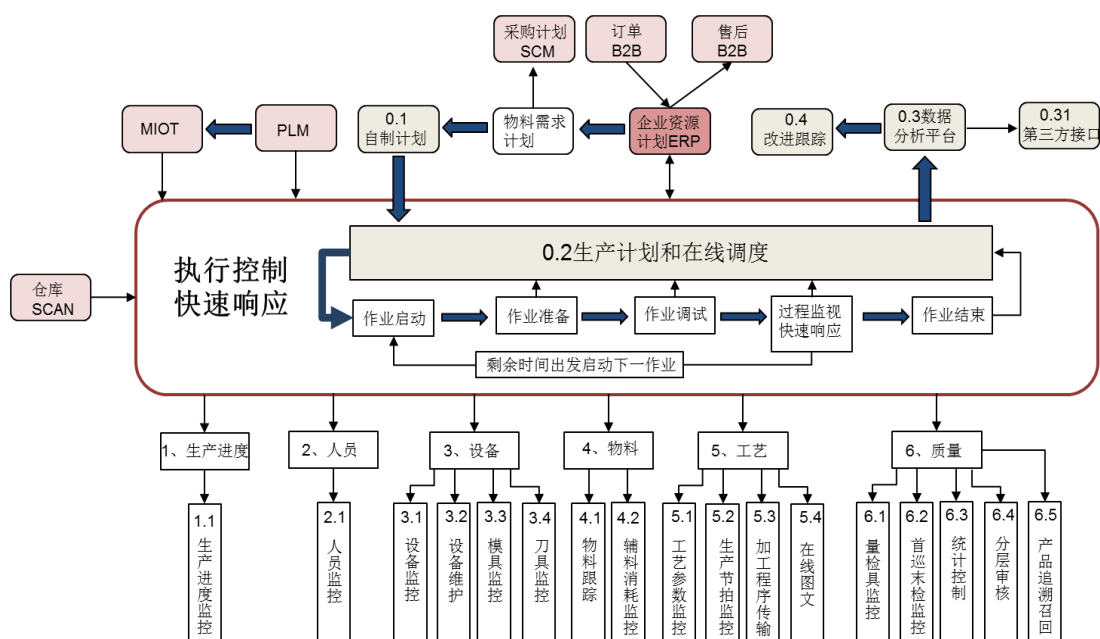 采购计划
SCM
订单
B2B
售后
B2B
MIOT
PLM
0.1
自制计划
物料需求
计划
企业资源
计划ERP
0.4
改进跟踪
0.3数据
分析平台
0.31
第三方接口
执行控制
快速响应
0.2生产计划和在线调度
仓库
SCAN
作业启动
作业准备
作业调试
过程监视
快速响应
作业结束
剩余时间出发启动下一作业
1、生产进度
2、人员
3、设备
4、物料
5、工艺
6、质量
1.1
生产进度监控
2.1
人员监控
3.1
设备监控
3.2
设备维护
3.3
模具监控
3.4
刀具监控
4.1
物料跟踪
4.2
辅料消耗监控
5.1
工艺参数监控
5.2
生产节拍监控
5.3
加工程序传输
5.4
在线图文
6.1
量检具监控
6.2
首巡末检监控
6.3
统计控制
6.4
分层审核
6.5
产品追溯召回